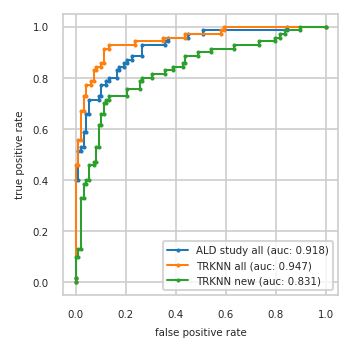 1.0
0.8
0.6
0.4
0.2
0.0
true positive rate
ALD study all (auc: 0.918)
TRKNN all (auc: 0.947)
TRKNN new (auc: 0.831)
0.0 0.2 0.4 0.6 0.8 1.0
false positive rate